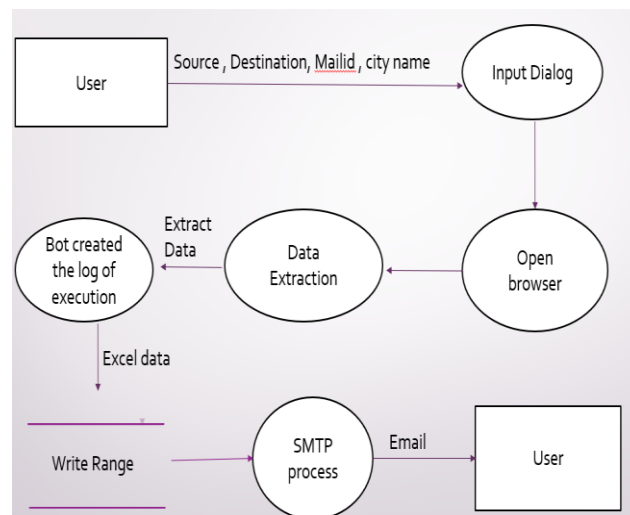 User
Source , Destination, Mailid , city name
Input Dialog
Open
browser
Data
Extraction
Extract
Data
Bot created
the log of
execution
Excel data
Write Range
SMTP
process
Email
User